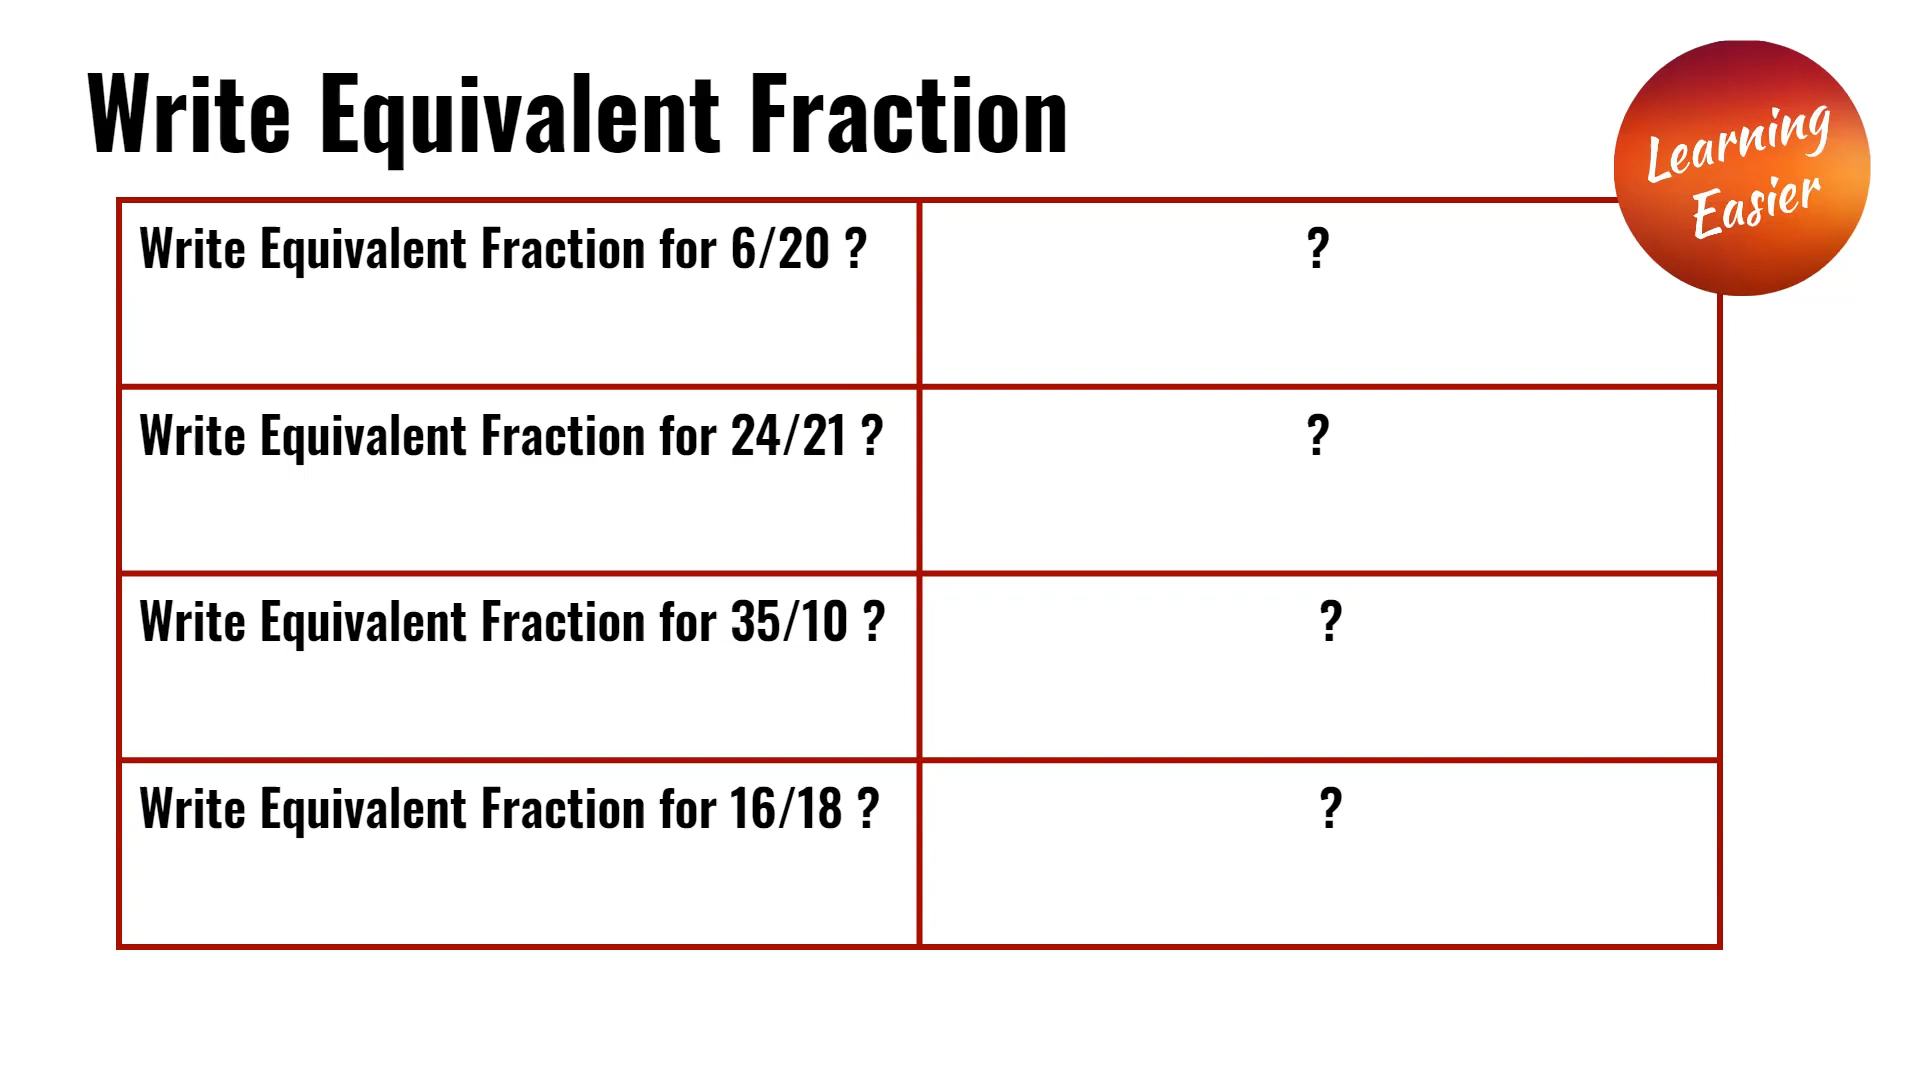 Write Equivalent Fraction
Learning
Easier
Write Equivalent Fraction for 6/20 ?
?
Write Equivalent Fraction for 24/21 ?
?
Write Equivalent Fraction for 35/10 ?
?
Write Equivalent Fraction for 16/18 ?
?